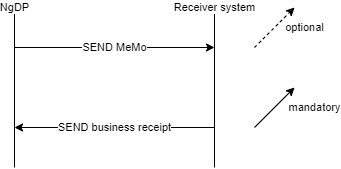 NgDP
Receiver system
optional
SEND MeMo
mandatory
SEND business receipt